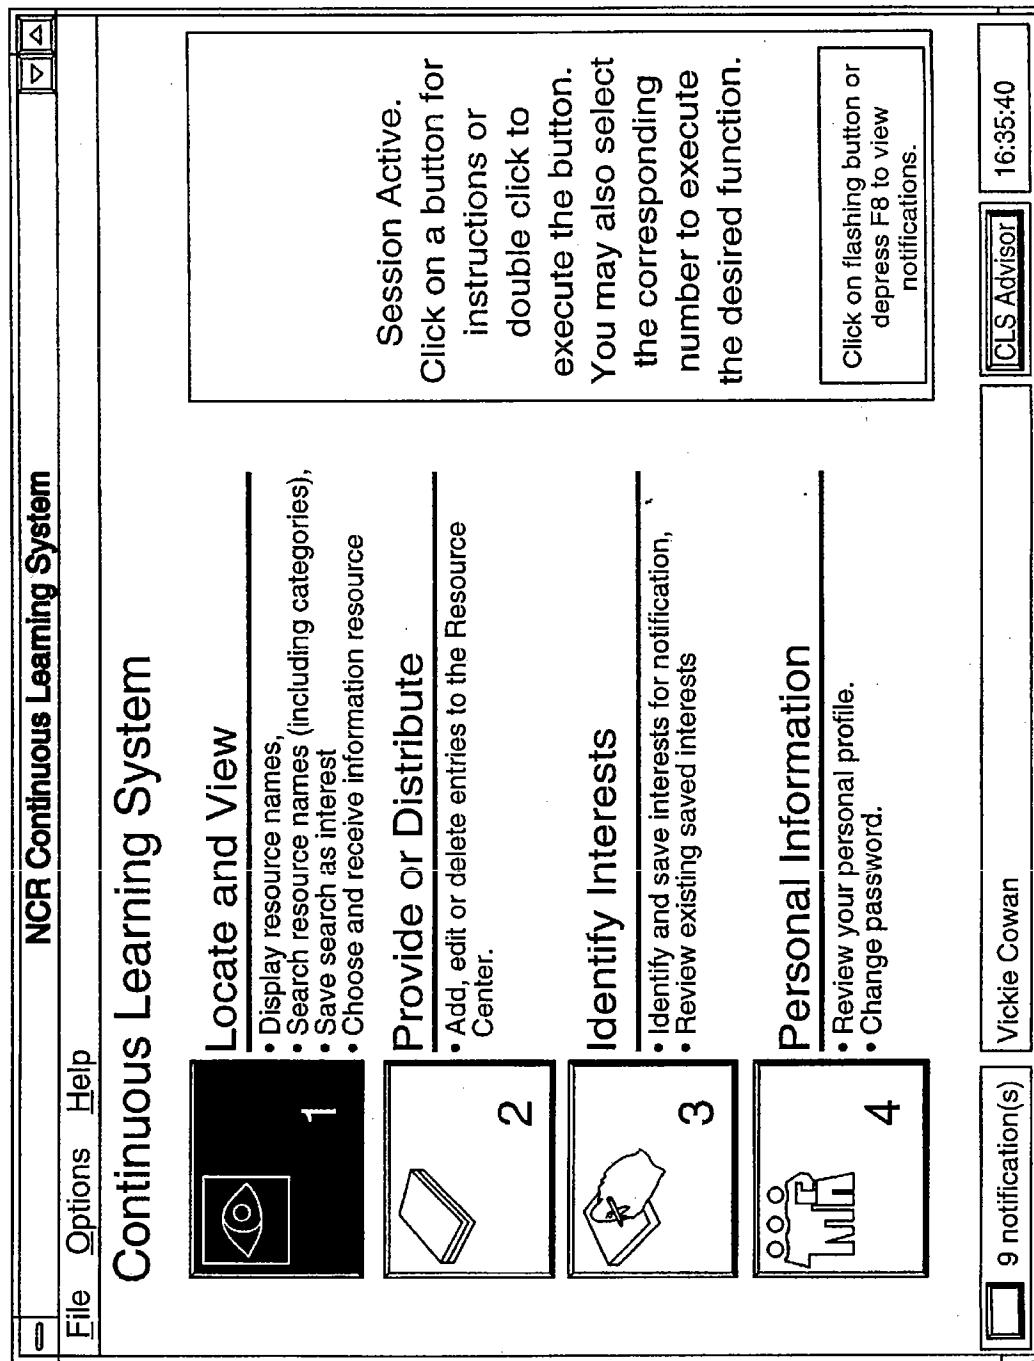 NCR Continuous Learning System
File Options Help
Continuous Learning System
1
Locate and View
• Display resource names,
• Search resource names (including categories),
• Save search as interest
• Choose and receive information resource
2
Provide or Distribute
• Add, edit or delete entries to the Resource
Center.
3
Identify Interests
• Identify and save interests for notification,
• Review existing saved interests
4
Personal Information
• Review your personal profile.
• Change password.
Session Active.
Click on a button for
instructions or
double click to
execute the button.
You may also select
the corresponding
number to execute
the desired function.
Click on flashing button or
depress F8 to view
notifications.
9 notification(s)
Vickie Cowan
CLS Advisor
16:35:40